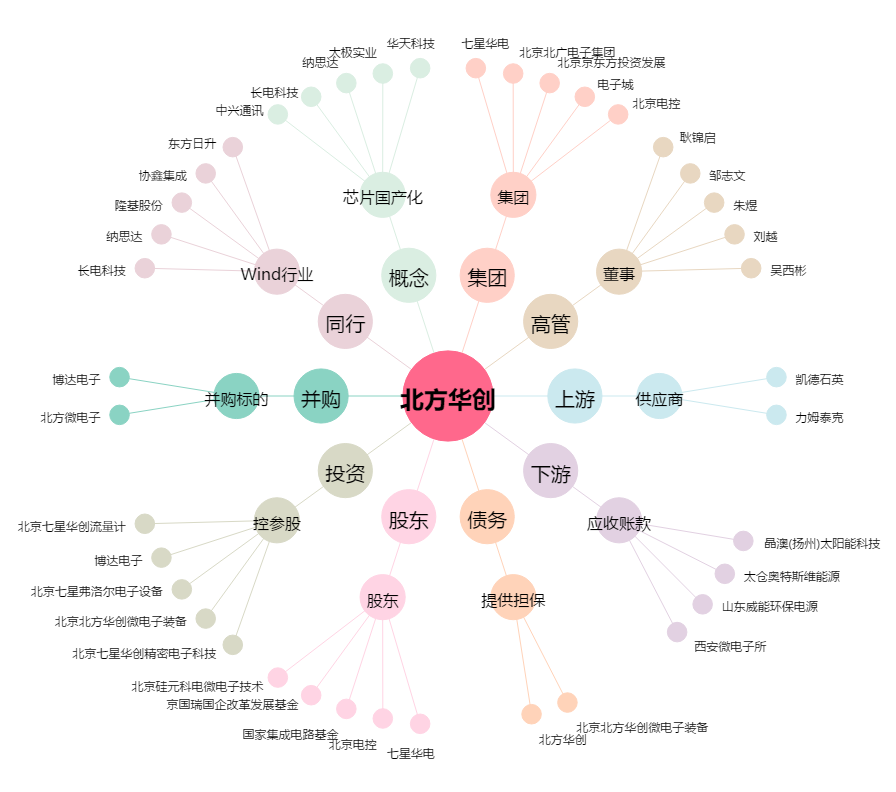 华天科技
太极实业
纳思达
长电科技
中兴通讯
芯片国产化
概念
七星华电
北京北广电子集团
北京京东方投资发展
电子城
北京电控
集团
集团
耿锦启
邹志文
朱煜
刘越
吴西彬
董事
高管
东方日升
协鑫集成
隆基股份
纳思达
长电科技
Wind行业
同行
博达电子
北方微电子
并购标的
并购
北方华创
上游
供应商
凯德石英
力姆泰克
投资
控参股
北京七星华创流量计
博达电子
北京七星弗洛尔电子设备
北京北方华创微电子装备
北京七星华创精密电子科技
股东
股东
北京硅元科电微电子技术
京国瑞国企改革发展基金
国家集成电路基金
北京电控
七星华电
债务
提供担保
北京北方华创微电子装备
北方华创
下游
应收账款
晶澳(扬州)太阳能科技
太仓奥特斯维能源
山东威能环保电源
西安微电子所